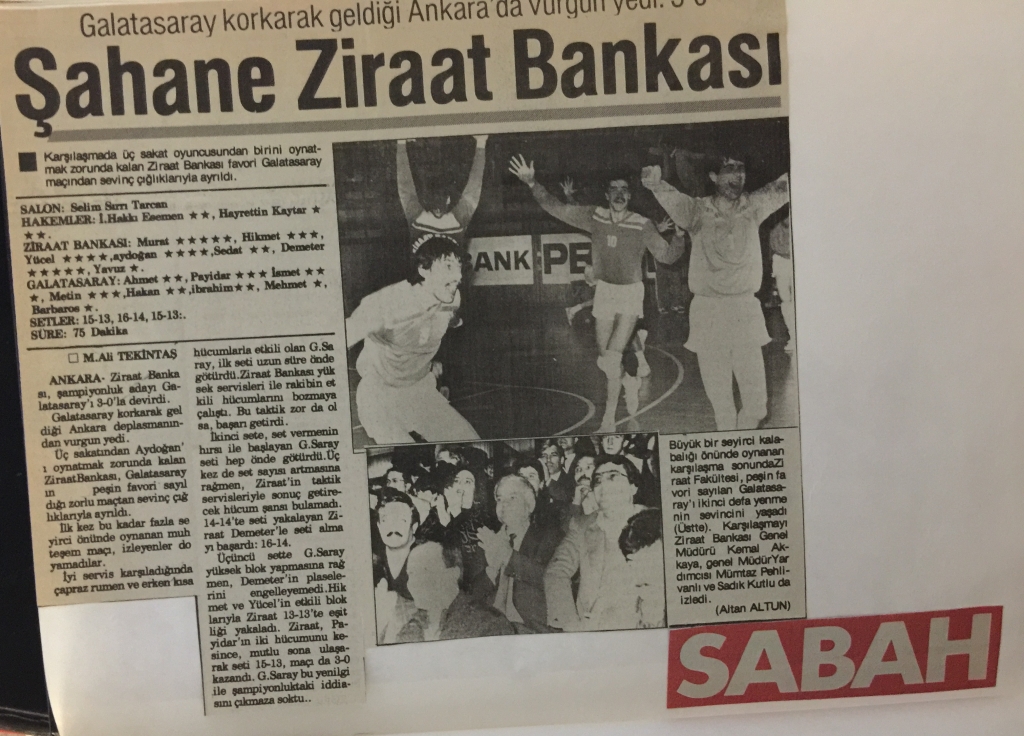 Galatasaray korkarak geldiği Ankara'da vurgun yedi: 3-0
Şahane Ziraat Bankası
Karşılaşmada üç sakat oyuncusundan birini oynat-
mak zorunda kalan Ziraat Bankası favori Galatasaray
maçından sevinç çığlıklarıyla ayrıldı.
SALON: Selim Sırrı Tarcan
HAKEMLER: İ.Hakkı Esemen ★★, Hayrettin Kaytar ★
★★.
ZİRAAT BANKASI: Murat ★★★★★, Hikmet ★★★,
Yücel ★★★★,aydoğan ★★★★,Sedat ★★, Demeter
★★★★★, Yavuz ★.
GALATASARAY: Ahmet ★★, Payidar ★★★ İsmet ★★
★, Metin ★★★,Hakan ★★,ibrahim★★, Mehmet ★,
Barbaros ★.
SETLER: 15-13, 16-14, 15-13:.
SÜRE: 75 Dakika
□ M.Ali TEKİNTAŞ
ANKARA- Ziraat Banka
sı, şampiyonluk adayı Ga-
latasaray'ı 3-0'la devirdi.
Galatasaray korkarak gel
diği Ankara deplasmanın-
dan vurgun yedi.
Üç sakatından Aydoğan'
ı oynatmak zorunda kalan
ZiraatBankası, Galatasaray
ın peşin favori sayıl
dığı zorlu maçtan sevinç çığ
lıklarıyla ayrıldı.
İlk kez bu kadar fazla se
yirci önünde oynanan muh
teşem maçı, izleyenler do
yamadılar.
İyi servis karşıladığında
çapraz rumen ve erken kısa
hücumlarla etkili olan G.Sa
ray, ilk seti uzun süre önde
götürdü.Ziraat Bankası yük
sek servisleri ile rakibin et
kili hücumlarını bozmaya
çalıştı. Bu taktik zor da ol
sa, başarı getirdi.
İkinci sete, set vermenin
hırsı ile başlayan G.Saray
seti hep önde götürdü.Üç
kez de set sayısı artmasına
rağmen, Ziraat'in taktik
servisleriyle sonuç getire-
cek hücum şansı bulamadı.
14-14'te seti yakalayan Zi
raat Demeter'le seti alma
yı başardı: 16-14.
Üçüncü sette G.Saray
yüksek blok yapmasına rağ
men, Demeter'in plasele-
rini engelleyemedi.Hik
met ve Yücel'in etkili blok
larıyla Ziraat 13-13'te eşit
liği yakaladı. Ziraat, Pa-
yidar'ın iki hücumunu ke-
since, mutlu sona ulaşa-
rak seti 15-13, maçı da 3-0
kazandı. G.Saray bu yenilgi
ile şampiyonluktaki iddia-
sını çıkmaza soktu..
BANK
PE
10
Büyük bir seyirci kala-
balığı önünde oynanan
karşılaşma sonundaZi
raat Fakültesi, peşin fa
vori sayılan Galatasa-
ray'ı ikinci defa yenme
nin sevincini yaşadı
(Üstte). Karşılaşmayı
Ziraat Bankası Genel
Müdürü Kemal Ak-
kaya, genel MüdürYar
dımcısı Mümtaz Pehli-
vanlı ve Sadık Kutlu da
izledi.
(Altan ALTUN)
SABAH